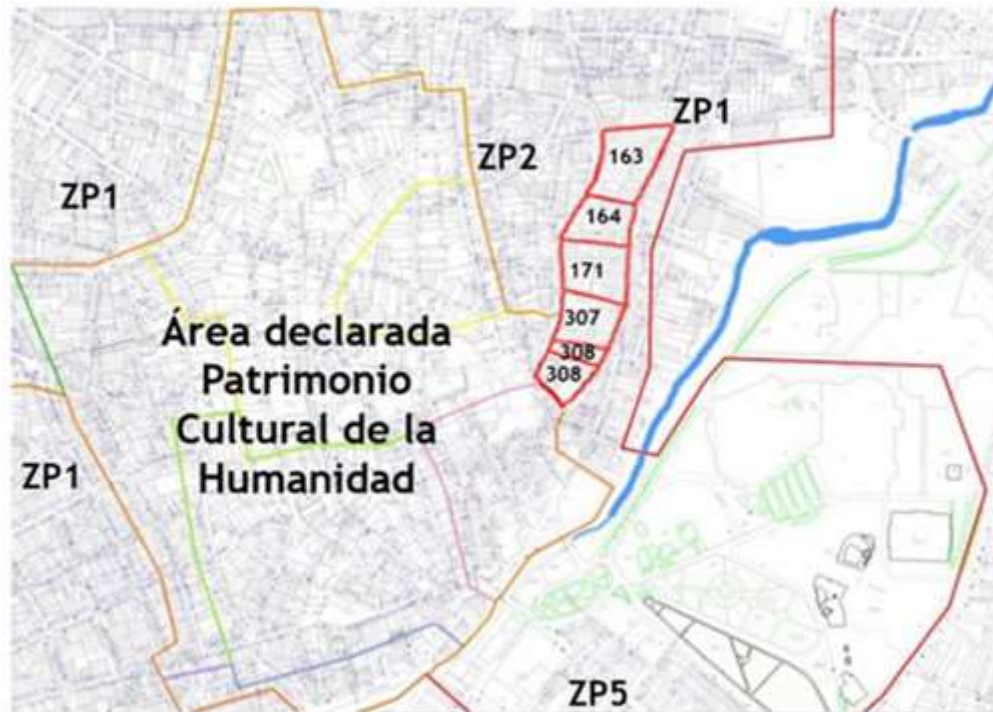 ZP1
163
ZP2
ZP1
164
171
307
308
308
Área declarada
Patrimonio
Cultural de la
Humanidad
ZP1
ZP5